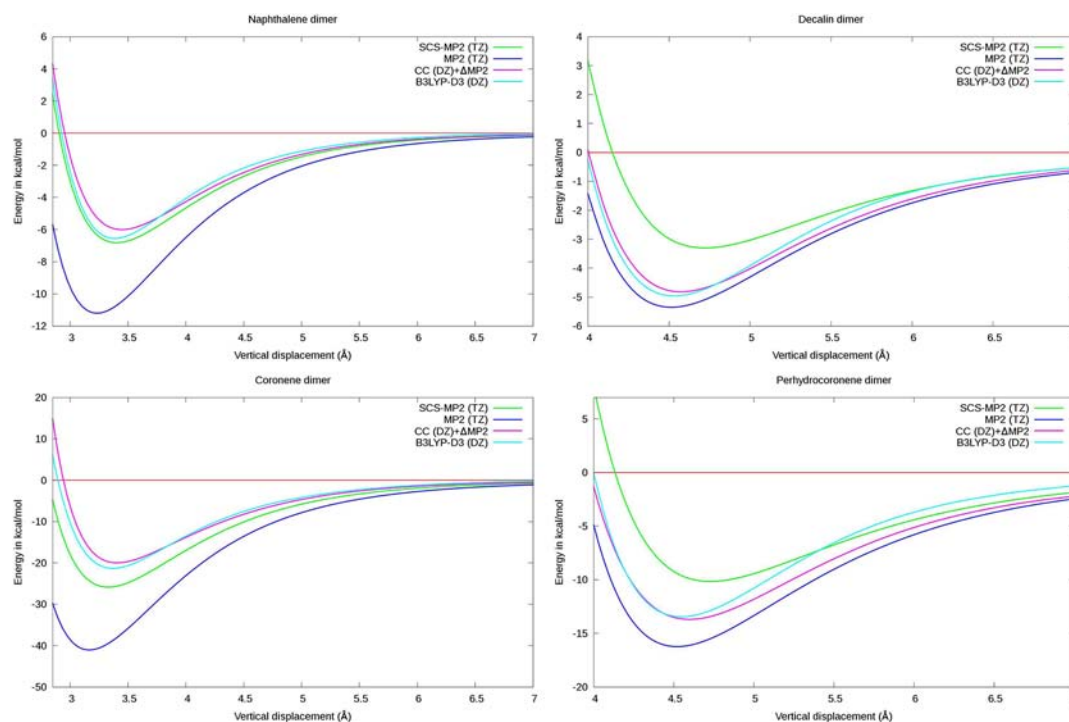 Naphthalene dimer
6
4
2
0
-2
-4
-6
-8
-10
-12
Energy in kcal/mol
SCS-MP2 (TZ)
MP2 (TZ)
CC (DZ)+ΔMP2
B3LYP-D3 (DZ)
3 3.5 4 4.5 5 5.5 6 6.5 7
Vertical displacement (Å)
Decalin dimer
4
3
2
1
0
-1
-2
-3
-4
-5
-6
Energy in kcal/mol
SCS-MP2 (TZ)
MP2 (TZ)
CC (DZ)+ΔMP2
B3LYP-D3 (DZ)
4 4.5 5 5.5 6 6.5
Vertical displacement (Å)
Coronene dimer
20
10
0
-10
-20
-30
-40
-50
Energy in kcal/mol
SCS-MP2 (TZ)
MP2 (TZ)
CC (DZ)+ΔMP2
B3LYP-D3 (DZ)
3 3.5 4 4.5 5 5.5 6 6.5 7
Vertical displacement (Å)
Perhydrocoronene dimer
5
0
-5
-10
-15
-20
Energy in kcal/mol
SCS-MP2 (TZ)
MP2 (TZ)
CC (DZ)+ΔMP2
B3LYP-D3 (DZ)
4 4.5 5 5.5 6 6.5
Vertical displacement (Å)